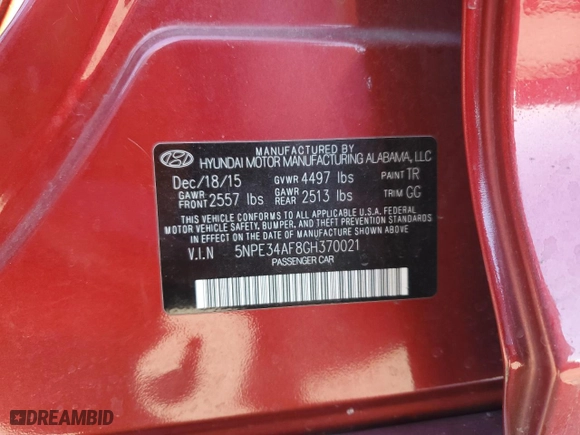 MANUFACTURED BY
HYUNDAI MOTOR MANUFACTURING ALABAMA, LLC
Dec/18/15 GVWR 4497 lbs PAINT TR
GAWR FRONT 2557 lbs GAWR REAR 2513 lbs TRIM GG
THIS VEHICLE CONFORMS TO ALL APPLICABLE U.S.A. FEDERAL
MOTOR VEHICLE SAFETY, BUMPER, AND THEFT PREVENTION STANDARDS
IN EFFECT ON THE DATE OF MANUFACTURE SHOWN ABOVE.
V.I.N 5NPE34AF8GH370021
PASSENGER CAR
DREAMBID